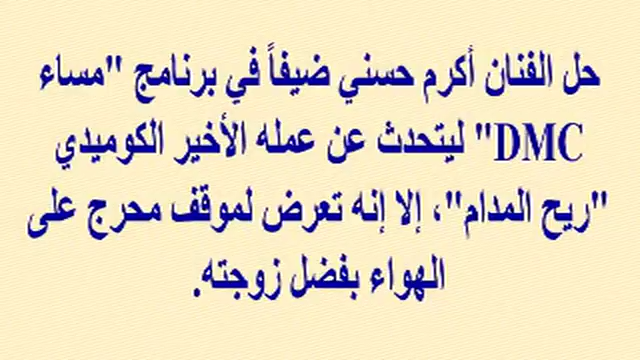 حل الفنان أكرم حسني ضيفاً في برنامج "مساء
DMC" ليتحدث عن عمله الأخير الكوميدي
"ريح المدام"، إلا إنه تعرض لموقف محرج على
الهواء بفضل زوجته.